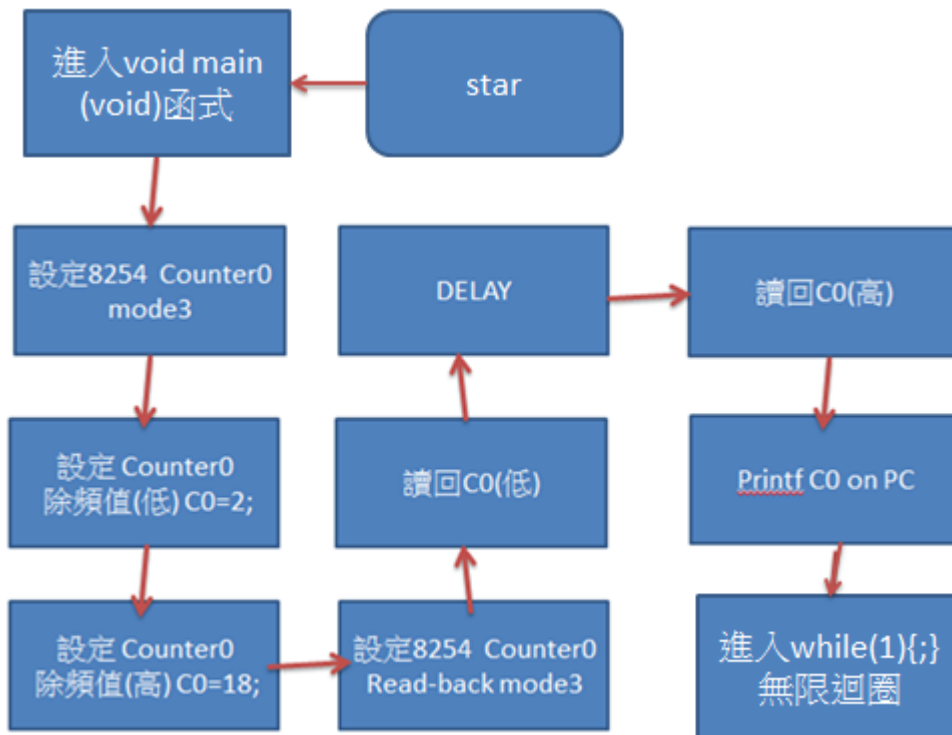 star
進入void main
(void)函式
設定8254 Counter0
mode3
設定 Counter0
除頻值(低) C0=2;
設定 Counter0
除頻值(高) C0=18;
設定8254 Counter0
Read-back mode3
讀回C0(低)
DELAY
讀回C0(高)
Printf C0 on PC
進入while(1){;}
無限迴圈